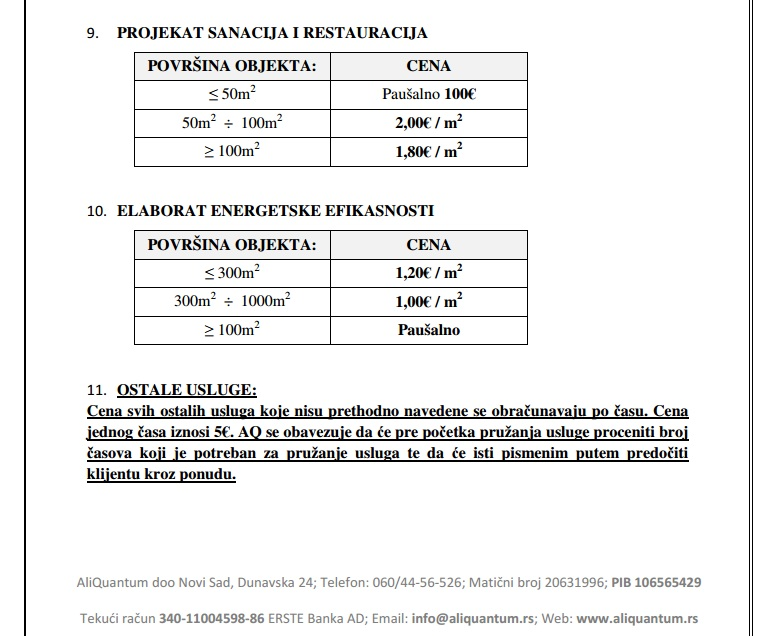 9. PROJEKAT SANACIJA I RESTAURACIJA
POVRŠINA OBJEKTA: CENA
≤ 50m² Paušalno 100€
50m² ÷ 100m² 2,00€ / m²
≥ 100m² 1,80€ / m²
10. ELABORAT ENERGETSKE EFIKASNOSTI
POVRŠINA OBJEKTA: CENA
≤ 300m² 1,20€ / m²
300m² ÷ 1000m² 1,00€ / m²
≥ 100m² Paušalno
11. OSTALE USLUGE:
Cena svih ostalih usluga koje nisu prethodno navedene se obračunavaju po času. Cena
jednog časa iznosi 5€. AQ se obavezuje da će pre početka pružanja usluge proceniti broj
časova koji je potreban za pružanje usluga te da će isti pismenim putem predočiti
klijentu kroz ponudu.
AliQuantum doo Novi Sad, Dunavska 24; Telefon: 060/44-56-526; Matični broj 20631996; PIB 106565429
Tekući račun 340-11004598-86 ERSTE Banka AD; Email: info@aliquantum.rs; Web: www.aliquantum.rs